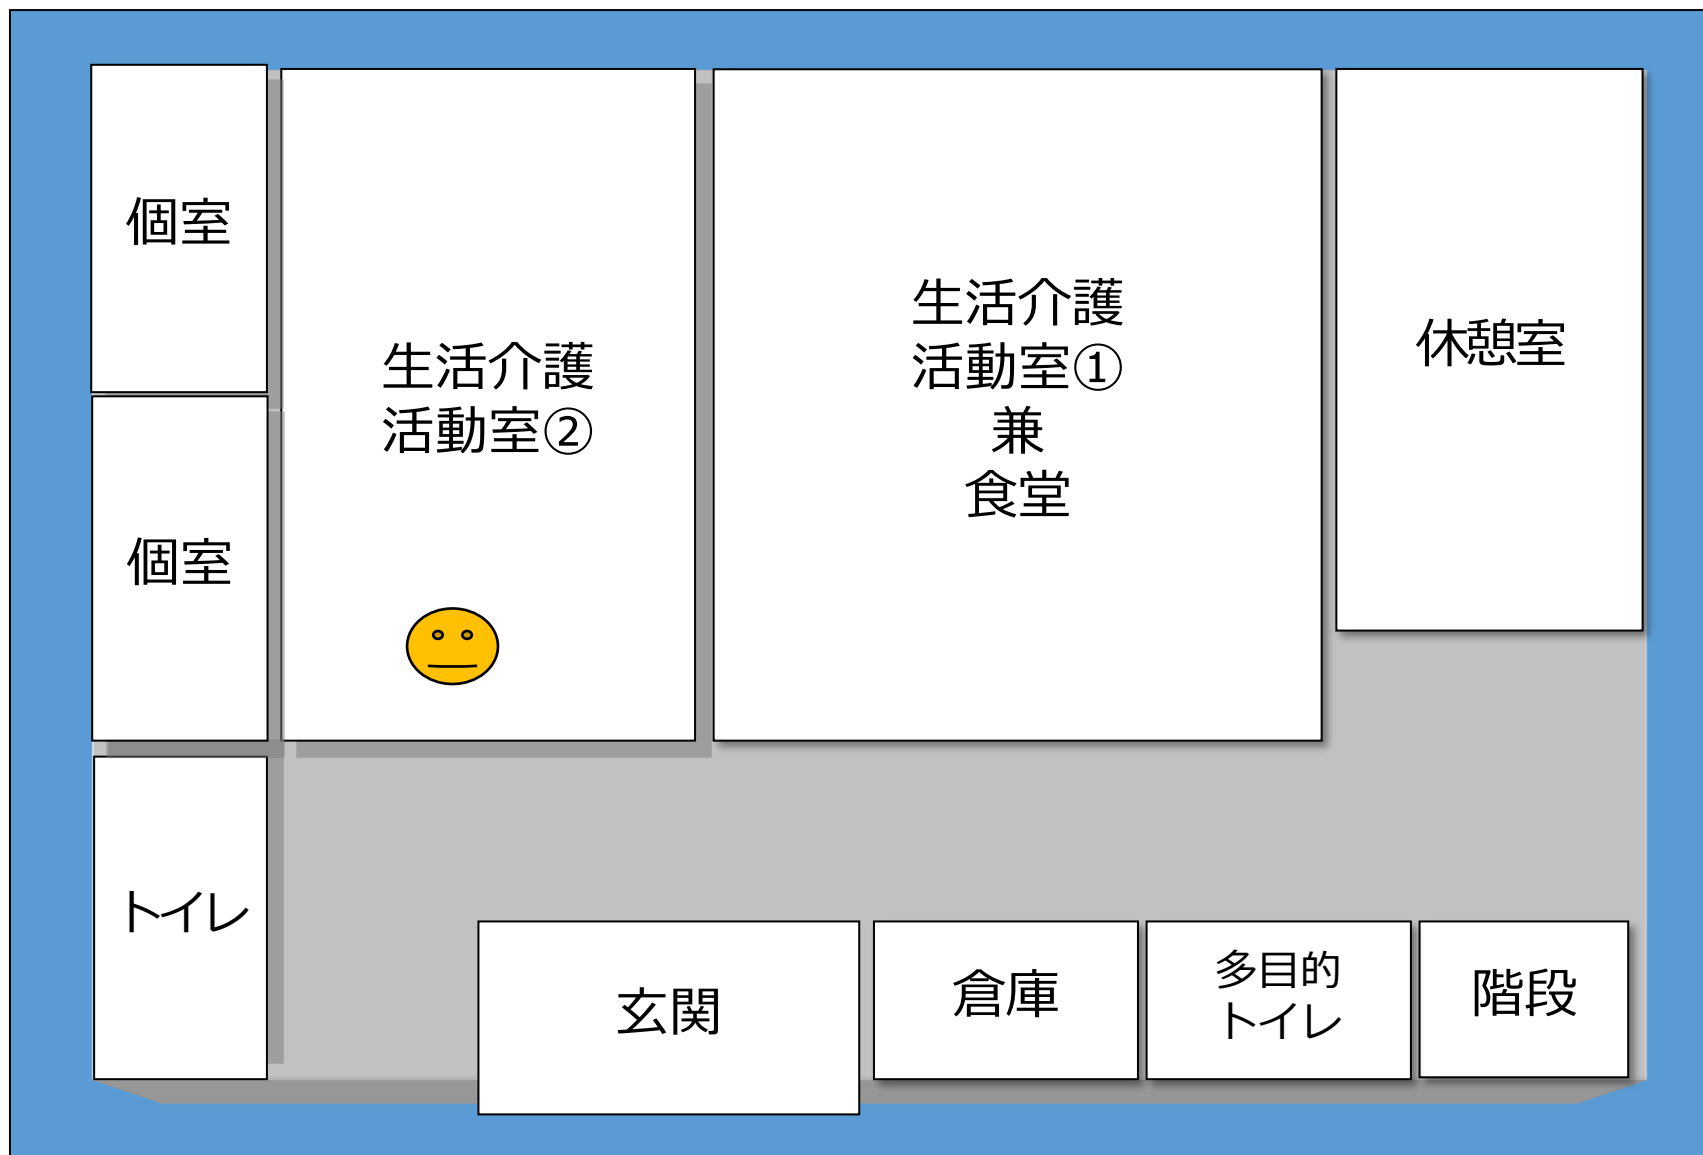 個室
生活介護
活動室②
生活介護
活動室①
兼
食堂
休憩室
個室
トイレ
玄関
倉庫
多目的
トイレ
階段